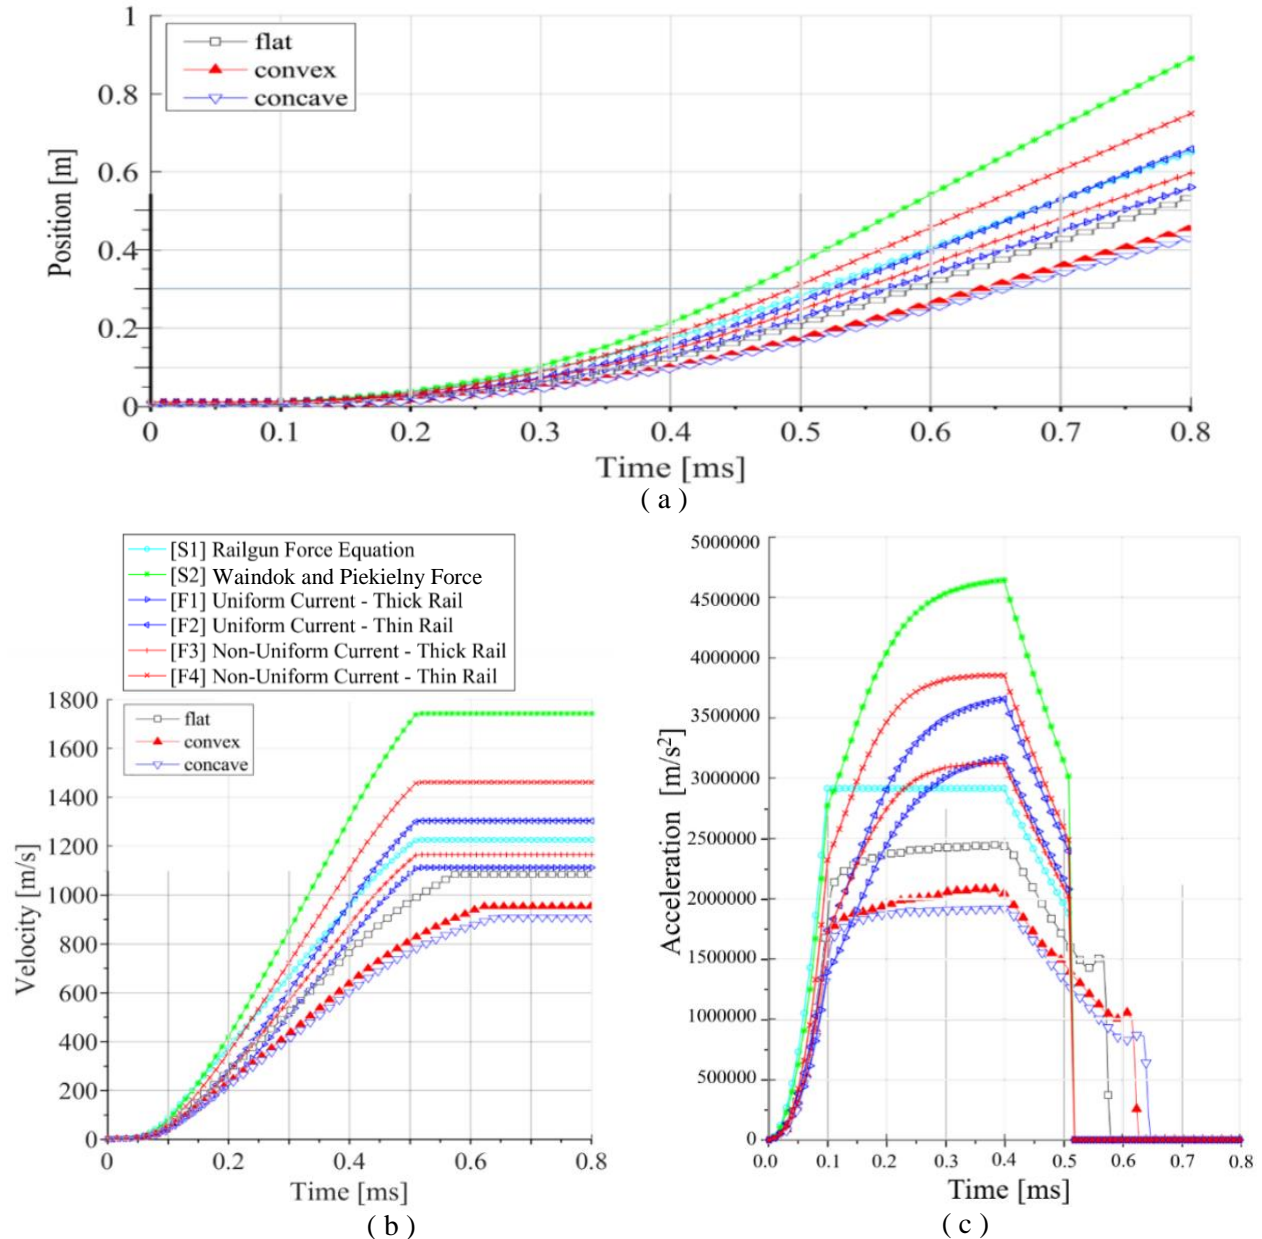 1
0.8
0.6
0.4
0.2
0
Position [m]
flat
convex
concave
0 0.1 0.2 0.3 0.4 0.5 0.6 0.7 0.8
Time [ms]
( a )
[S1] Railgun Force Equation
[S2] Waindok and Piekielny Force
[F1] Uniform Current - Thick Rail
[F2] Uniform Current - Thin Rail
[F3] Non-Uniform Current - Thick Rail
[F4] Non-Uniform Current - Thin Rail
1800
1600
1400
1200
1000
800
600
400
200
0
Velocity [m/s]
flat
convex
concave
0 0.2 0.4 0.6 0.8
Time [ms]
( b )
5000000
4500000
4000000
3500000
3000000
2500000
2000000
1500000
1000000
500000
0
Acceleration [m/s²]
0.0 0.1 0.2 0.3 0.4 0.5 0.6 0.7 0.8
Time [ms]
( c )